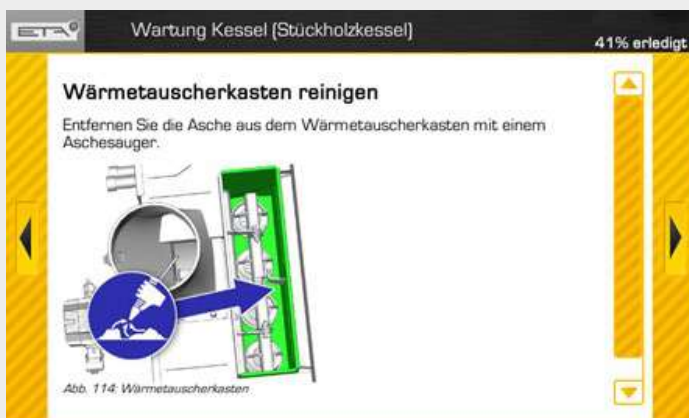 ETA
Wartung Kessel (Stückholzkessel)
41% erledigt
Wärmetauscherkasten reinigen
Entfernen Sie die Asche aus dem Wärmetauscherkasten mit einem
Aschesauger.
Abb. 114: Wärmetauscherkasten